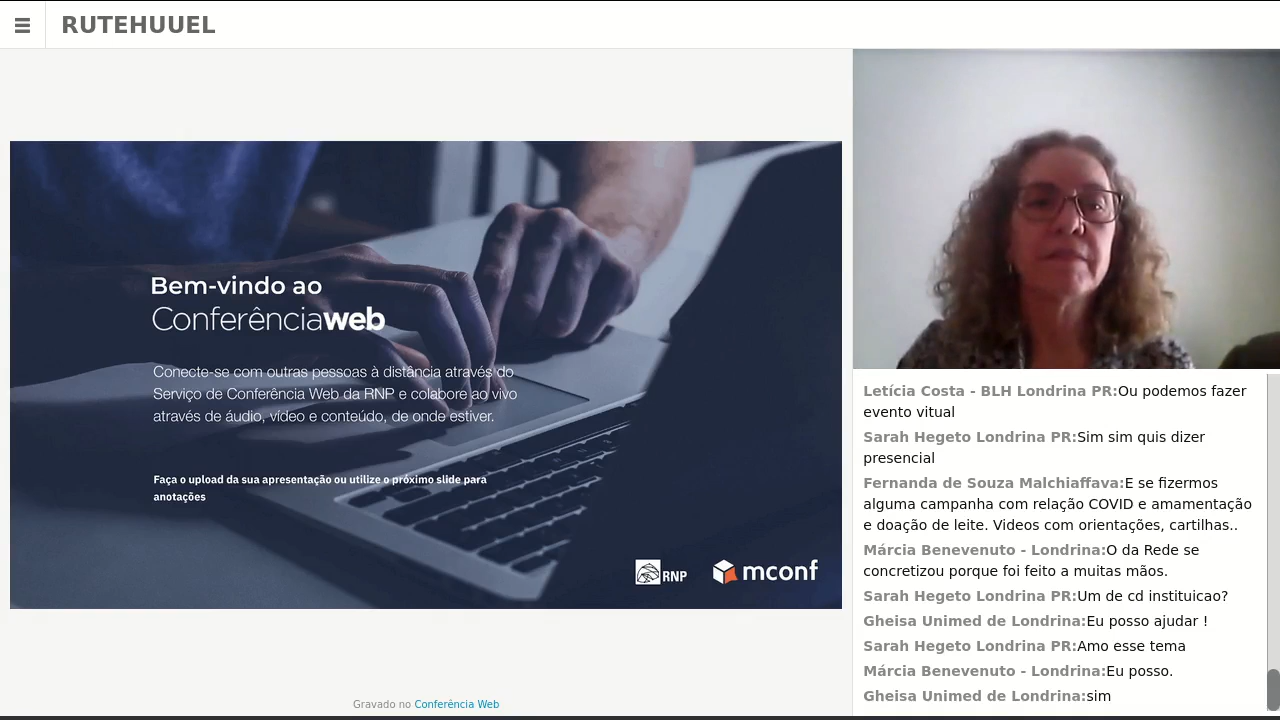 RUTEHUUEL
Bem-vindo ao
Conferênciaweb
Conecte-se com outras pessoas à distância através do
Serviço de Conferência Web da RNP e colabore ao vivo
através de áudio, vídeo e conteúdo, de onde estiver.
Faça o upload da sua apresentação ou utilize o próximo slide para
anotações
RNP
mconf
Gravado no Conferência Web
Letícia Costa - BLH Londrina PR:Ou podemos fazer
evento vitual
Sarah Hegeto Londrina PR:Sim sim quis dizer
presencial
Fernanda de Souza Malchiaffava:E se fizermos
alguma campanha com relação COVID e amamentação
e doação de leite. Videos com orientações, cartilhas..
Márcia Benevenuto - Londrina:O da Rede se
concretizou porque foi feito a muitas mãos.
Sarah Hegeto Londrina PR:Um de cd instituicao?
Gheisa Unimed de Londrina:Eu posso ajudar !
Sarah Hegeto Londrina PR:Amo esse tema
Márcia Benevenuto - Londrina:Eu posso.
Gheisa Unimed de Londrina:sim